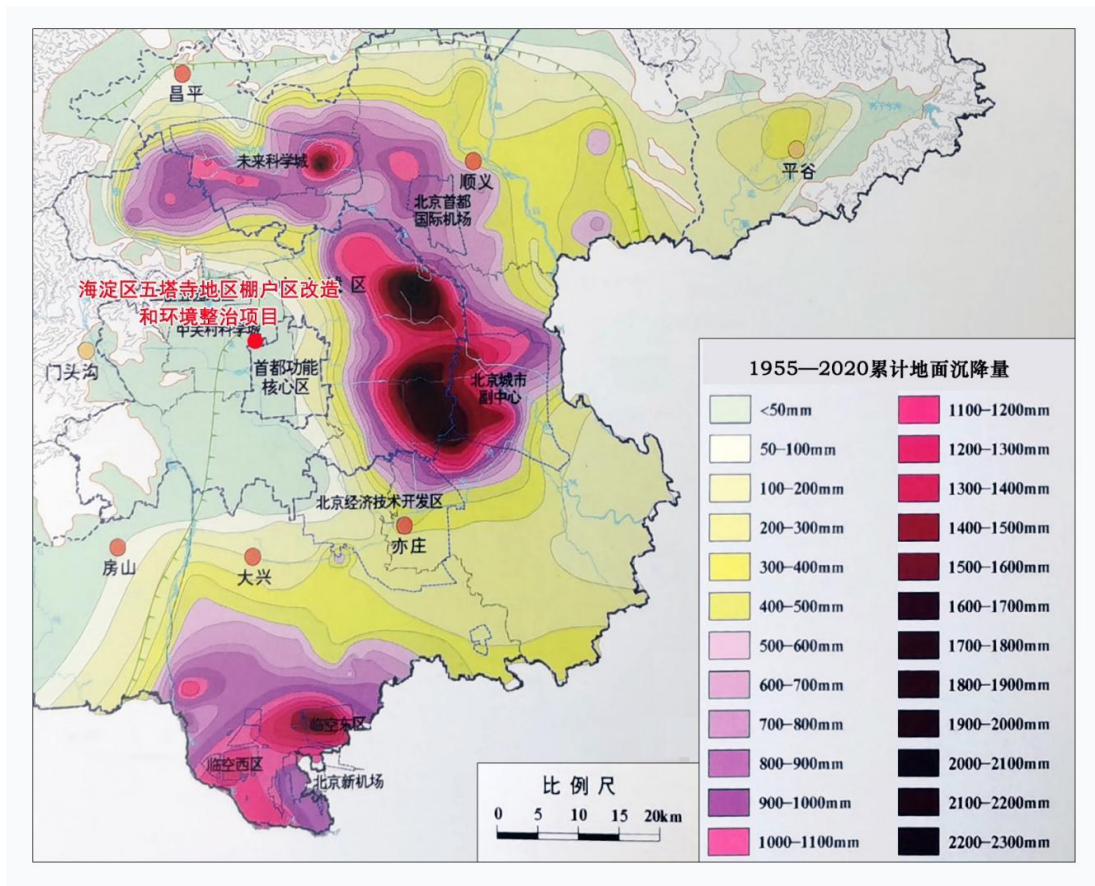 昌平
未来科学城
顺义
北京首都
国际机场
平谷
区
海淀区五塔寺地区棚户区改造
和环境整治项目
中关村科学城
门头沟
首都功能
核心区
北京城市
副中心
北京经济技术开发区
亦庄
房山
大兴
临空东区
临空西区
北京新机场
1955—2020累计地面沉降量
<50mm
50—100mm
100—200mm
200—300mm
300—400mm
400—500mm
500—600mm
600—700mm
700—800mm
800—900mm
900—1000mm
1000—1100mm
1100—1200mm
1200—1300mm
1300—1400mm
1400—1500mm
1500—1600mm
1600—1700mm
1700—1800mm
1800—1900mm
1900—2000mm
2000—2100mm
2100—2200mm
2200—2300mm
比例尺
0 5 10 15 20km